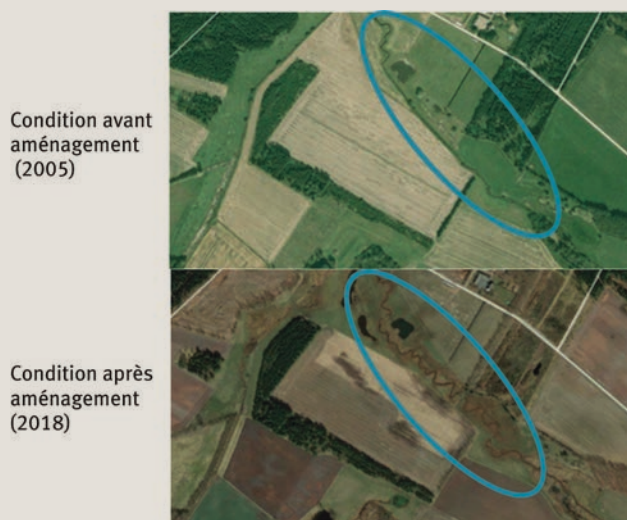 Condition avant
aménagement
(2005)
Condition après
aménagement
(2018)